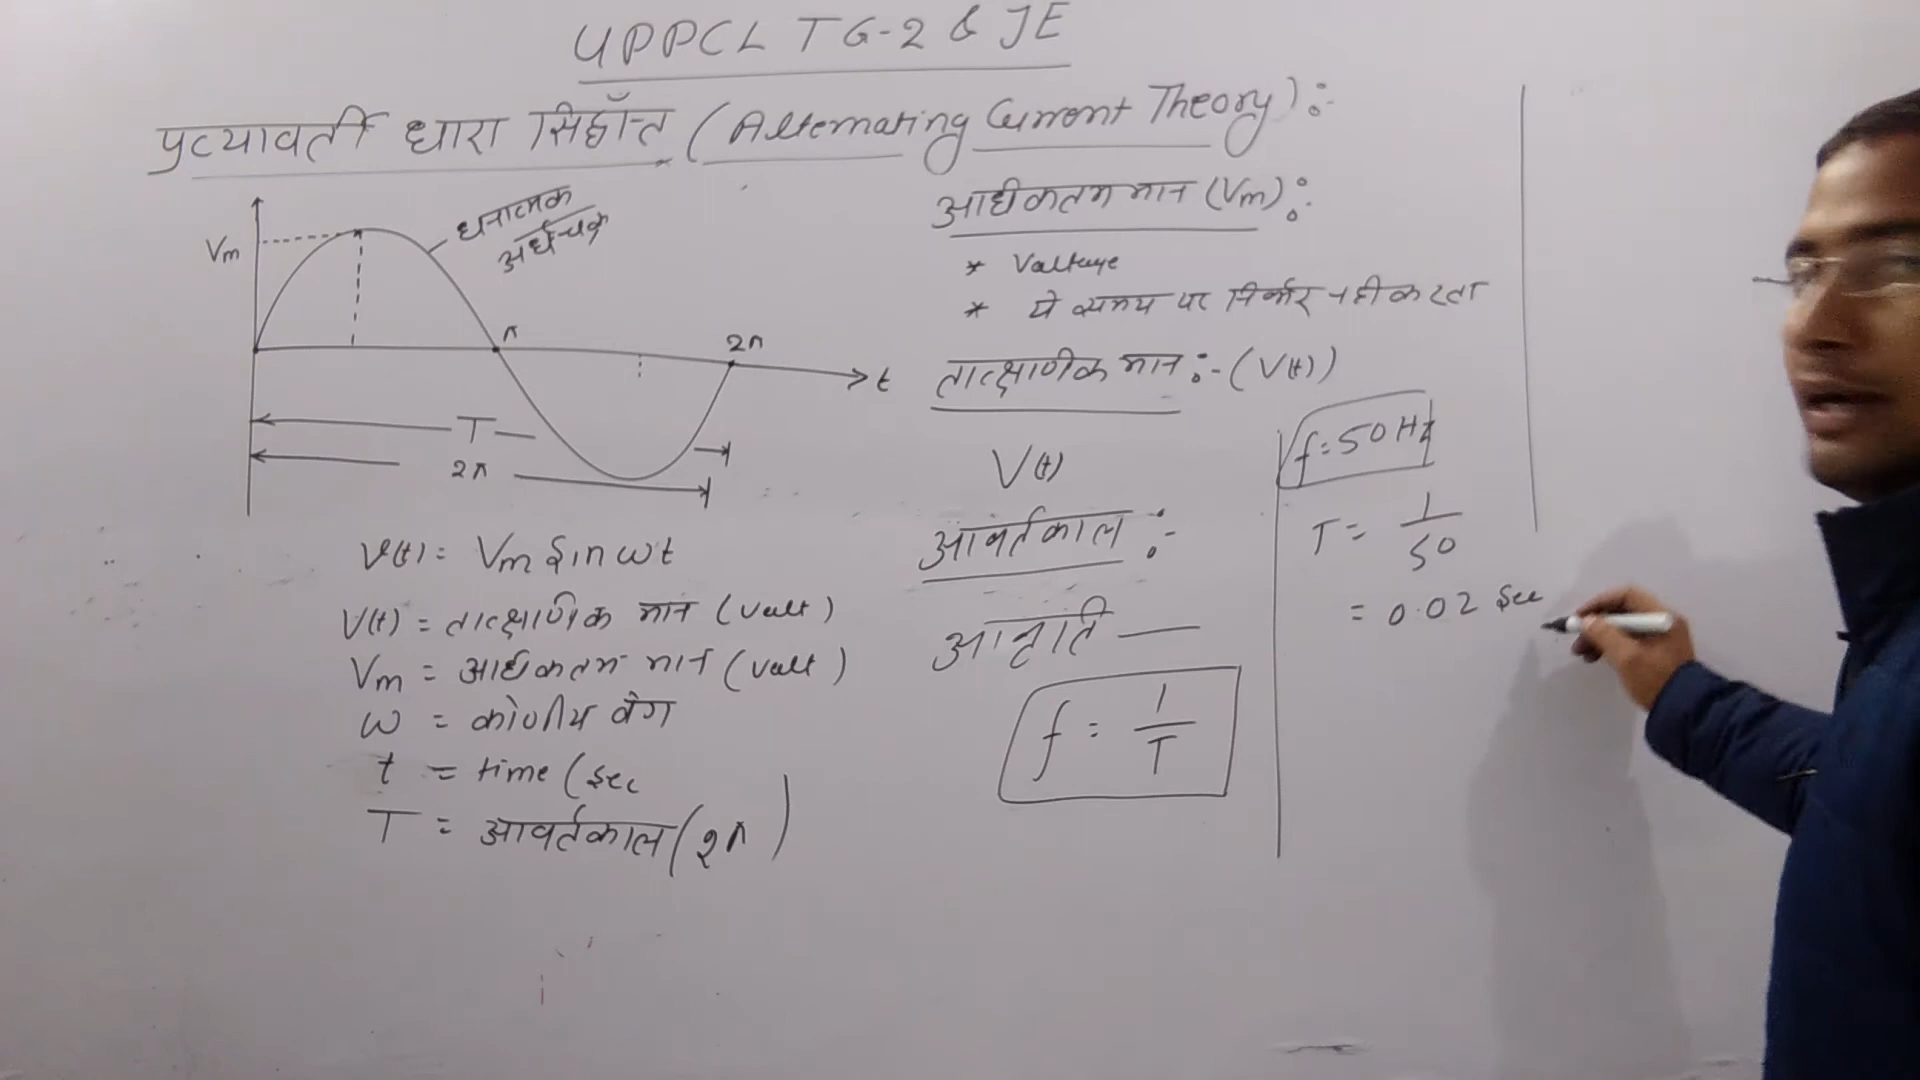 UPPCL TG-2 & JE
प्रत्यावर्ती धारा सिद्धाँन्त (Alternating Current Theory):-
Vm
धनात्मक
अर्धचक्र
π
2π
t
T
2π
V(t) = Vm Sin ωt
V(t) = तात्क्षाणिक मान (Volt)
Vm = अधिकतम मान (Volt)
ω = कोणीय वेग
t = time (Sec
T = आवर्तकाल (2π)
अधिकतम मान (Vm):-
* Voltage
* ये समय पर निर्भर नही करता
तात्क्षाणिक मान :- (V(t))
V(t)
आवर्तकाल :-
आवृति —
f = 1/T
f = 50 Hz
T = 1/50
= 0.02 Sec